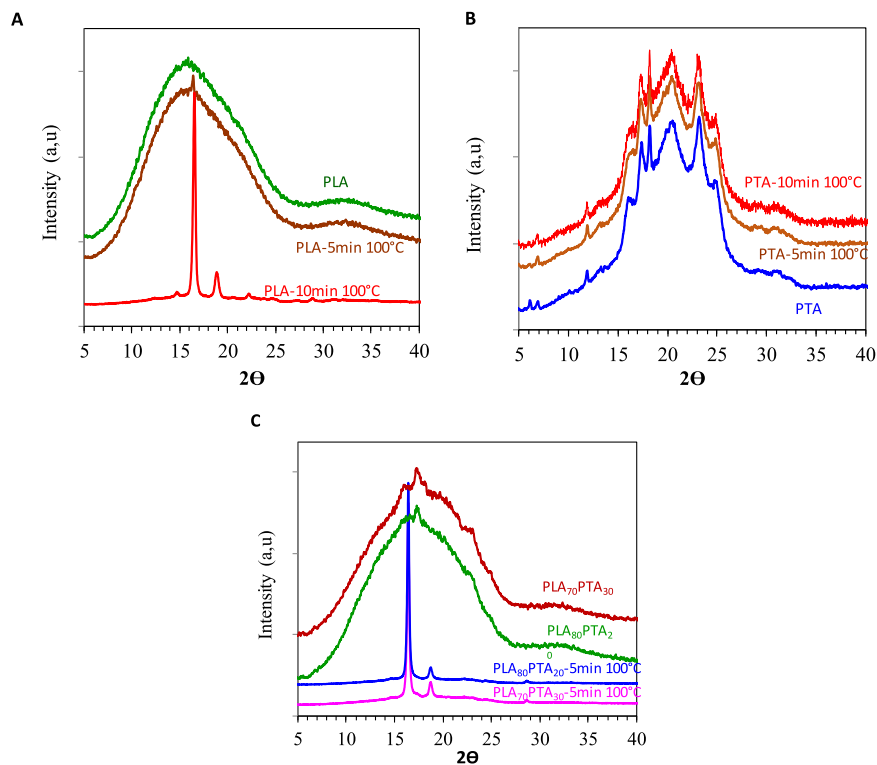 A
B
Intensity (a,u)
PLA
PLA-5min 100°C
PLA-10min 100°C
5 10 15 20 25 30 35 40
2Θ
Intensity (a,u)
PTA-10min 100°C
PTA-5min 100°C
PTA
5 10 15 20 25 30 35 40
2Θ
C
Intensity (a,u)
PLA₇₀PTA₃₀
PLA₈₀PTA₂
₀
PLA₈₀PTA₂₀-5min 100°C
PLA₇₀PTA₃₀-5min 100°C
5 10 15 20 25 30 35 40
2Θ